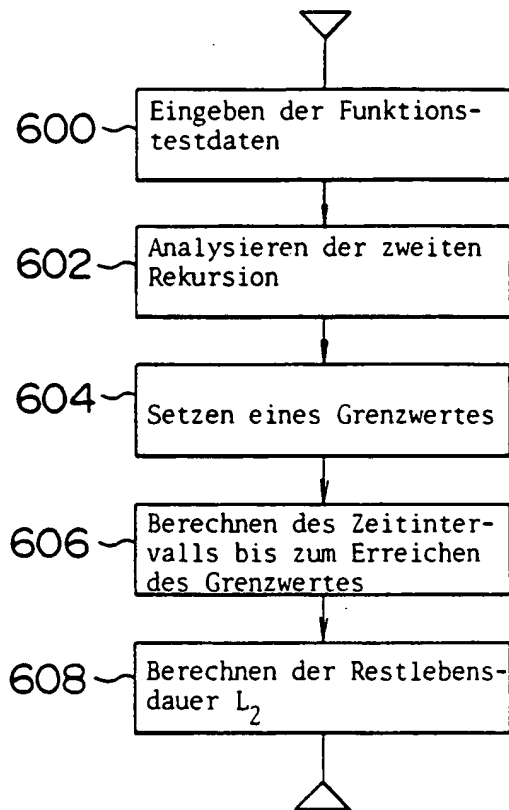 600
Eingeben der Funktions-
testdaten
602
Analysieren der zweiten
Rekursion
604
Setzen eines Grenzwertes
606
Berechnen des Zeitinter-
valls bis zum Erreichen
des Grenzwertes
608
Berechnen der Restlebens-
dauer L₂